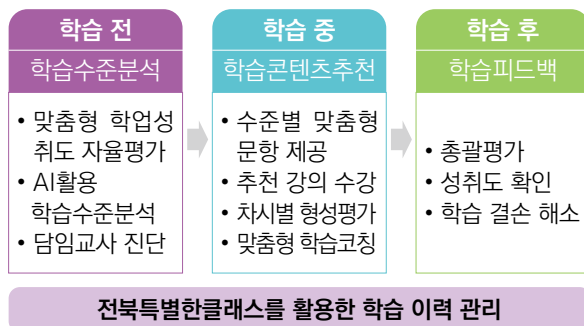 학습 전
학습수준분석
• 맞춤형 학업성
취도 자율평가
• AI활용
학습수준분석
• 담임교사 진단
학습 중
학습콘텐츠추천
• 수준별 맞춤형
문항 제공
• 추천 강의 수강
• 차시별 형성평가
• 맞춤형 학습코칭
학습 후
학습피드백
• 총괄평가
• 성취도 확인
• 학습 결손 해소
전북특별한클래스를 활용한 학습 이력 관리